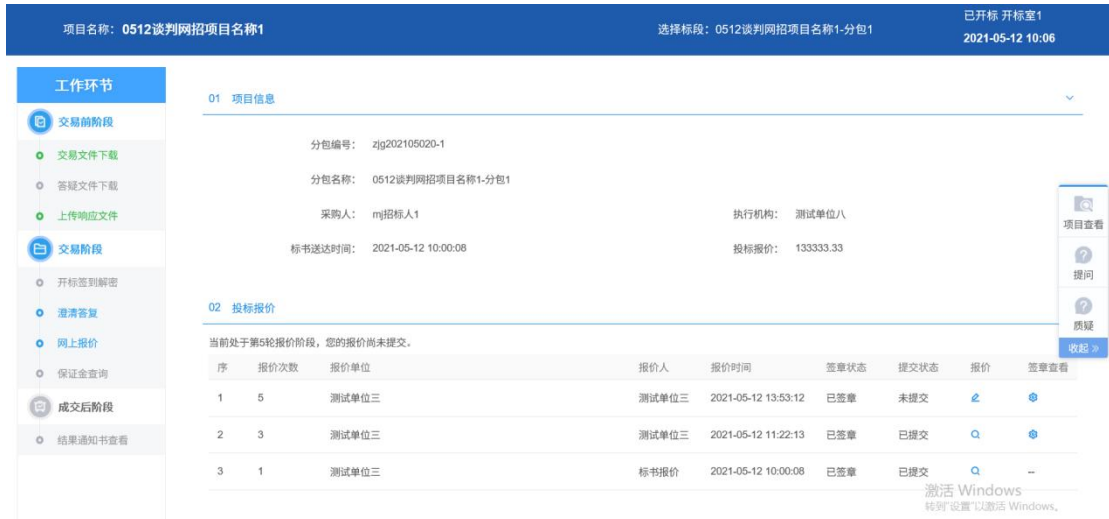 项目名称：0512谈判网招项目名称1
选择标段：0512谈判网招项目名称1-分包1
已开标 开标室1
2021-05-12 10:06
工作环节
交易前阶段
交易文件下载
答疑文件下载
上传响应文件
交易阶段
开标签到解密
澄清答复
网上报价
保证金查询
成交后阶段
结果通知书查看
01 项目信息
分包编号： zjg202105020-1
分包名称： 0512谈判网招项目名称1-分包1
采购人： mj招标人1 执行机构： 测试单位八
标书送达时间： 2021-05-12 10:00:08 投标报价： 133333.33
02 投标报价
当前处于第5轮报价阶段，您的报价尚未提交。
序 报价次数 报价单位 报价人 报价时间 签章状态 提交状态 报价 签章查看
1 5 测试单位三 测试单位三 2021-05-12 13:53:12 已签章 未提交
2 3 测试单位三 测试单位三 2021-05-12 11:22:13 已签章 已提交
3 1 测试单位三 标书报价 2021-05-12 10:00:08 已签章 已提交 --
项目查看
提问
质疑
收起 »
激活 Windows
转到"设置"以激活 Windows。